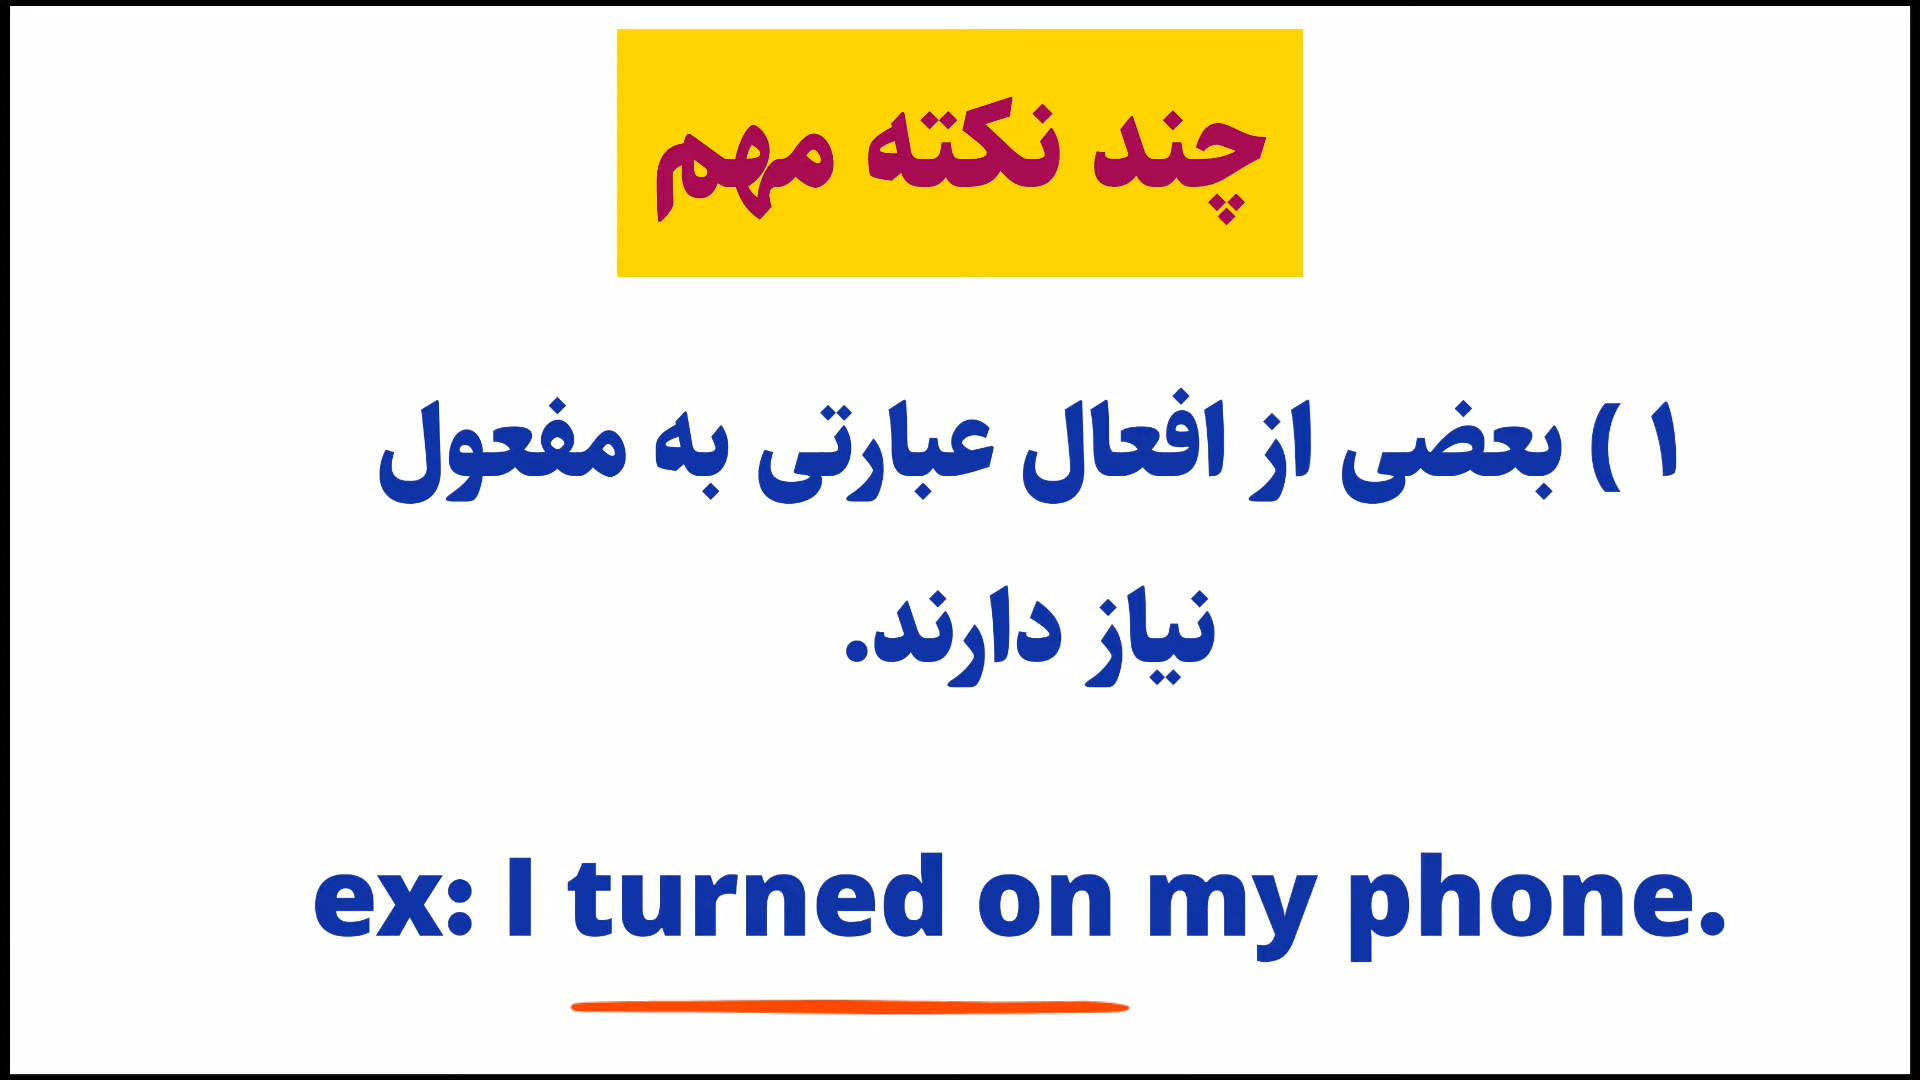 چند نکته مهم
۱ ) بعضی از افعال عبارتی به مفعول
نیاز دارند.
ex: I turned on my phone.